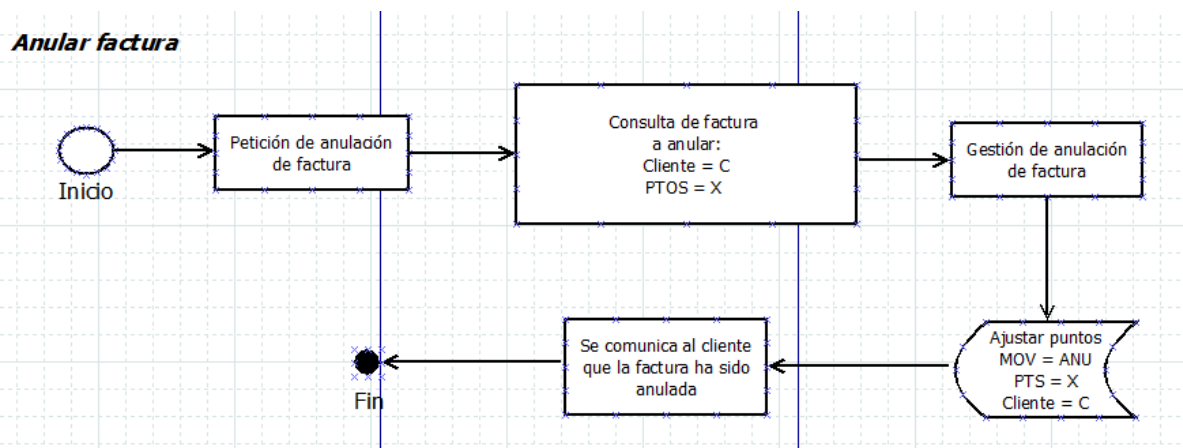 Anular factura
Inicio
Petición de anulación
de factura
Consulta de factura
a anular:
Cliente = C
PTOS = X
Gestión de anulación
de factura
Ajustar puntos
MOV = ANU
PTS = X
Cliente = C
Se comunica al cliente
que la factura ha sido
anulada
Fin